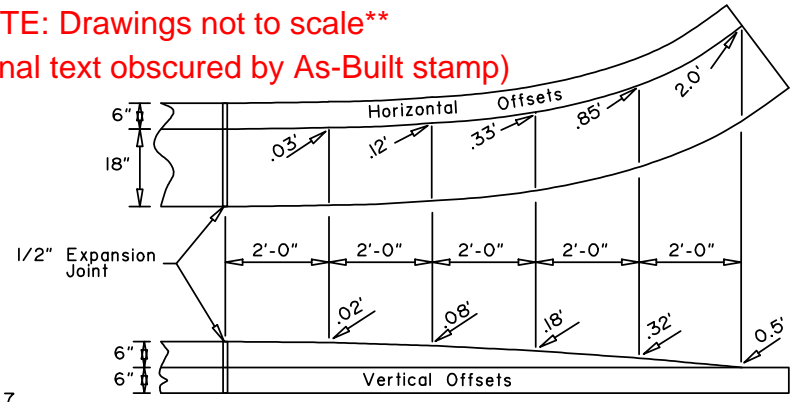 TE: Drawings not to scale**
nal text obscured by As-Built stamp)
6"
Horizontal Offsets
2.0'
.85'
.33'
.12'
.03'
18"
1/2" Expansion
Joint
2'-0" 2'-0" 2'-0" 2'-0" 2'-0"
.02' .08' .18' .32' 0.5'
6"
6"
Vertical Offsets
7